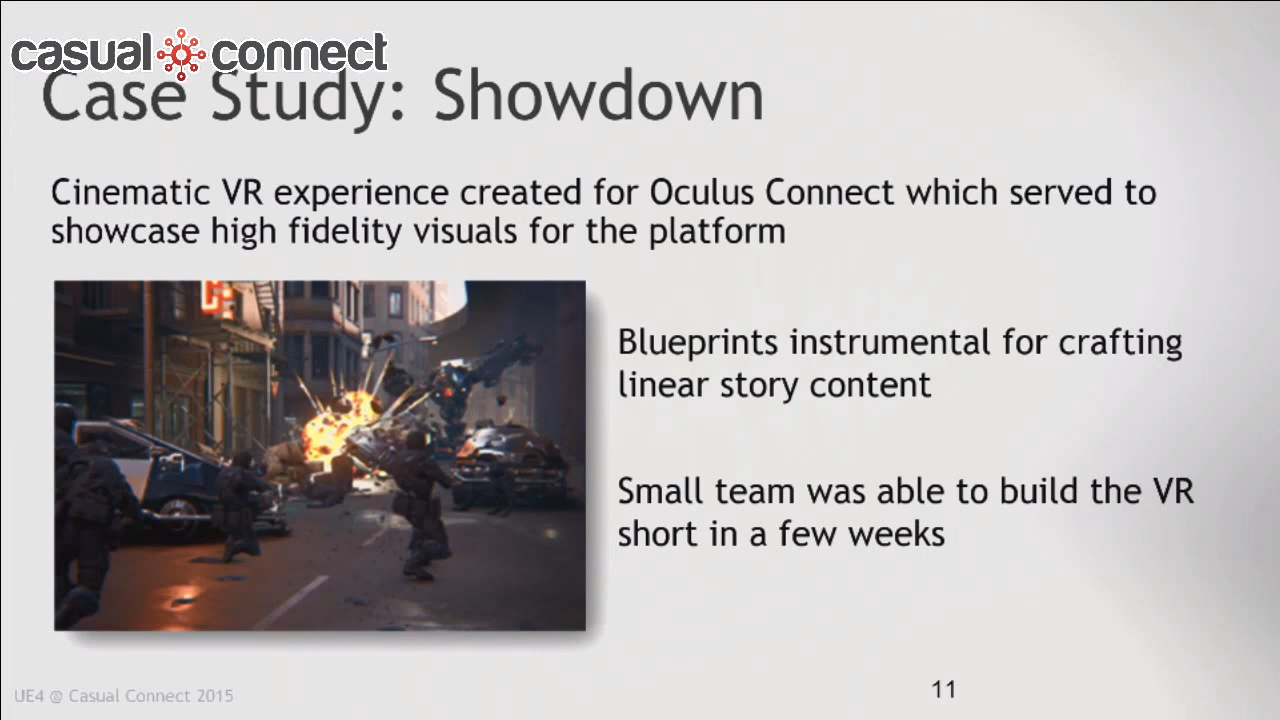 casual connect
Case Study: Showdown
Cinematic VR experience created for Oculus Connect which served to
showcase high fidelity visuals for the platform
Blueprints instrumental for crafting
linear story content
Small team was able to build the VR
short in a few weeks
UE4 @ Casual Connect 2015
11